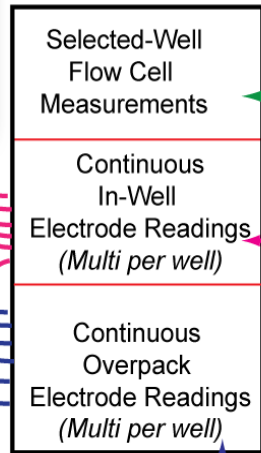 Selected-Well
Flow Cell
Measurements
Continuous
In-Well
Electrode Readings
(Multi per well)
Continuous
Overpack
Electrode Readings
(Multi per well)